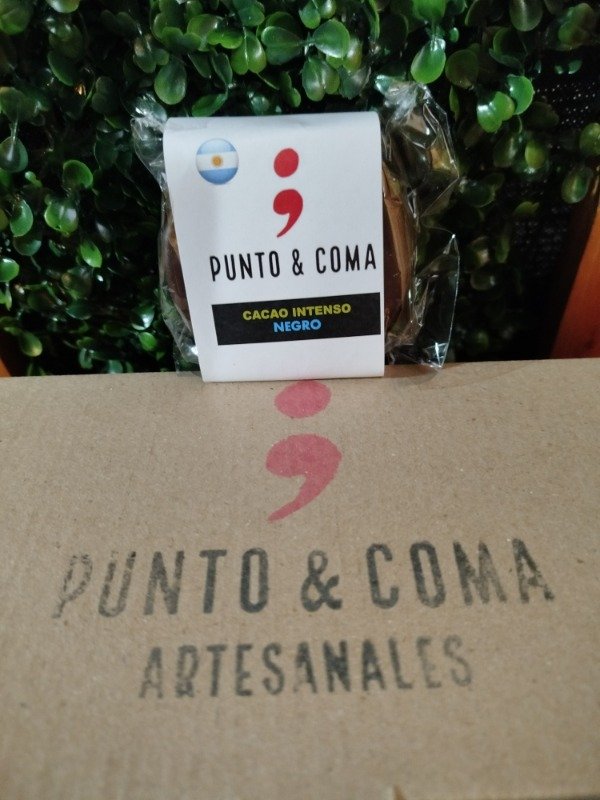 ;
PUNTO & COMA
CACAO INTENSO
NEGRO
;
PUNTO & COMA
ARTESANALES